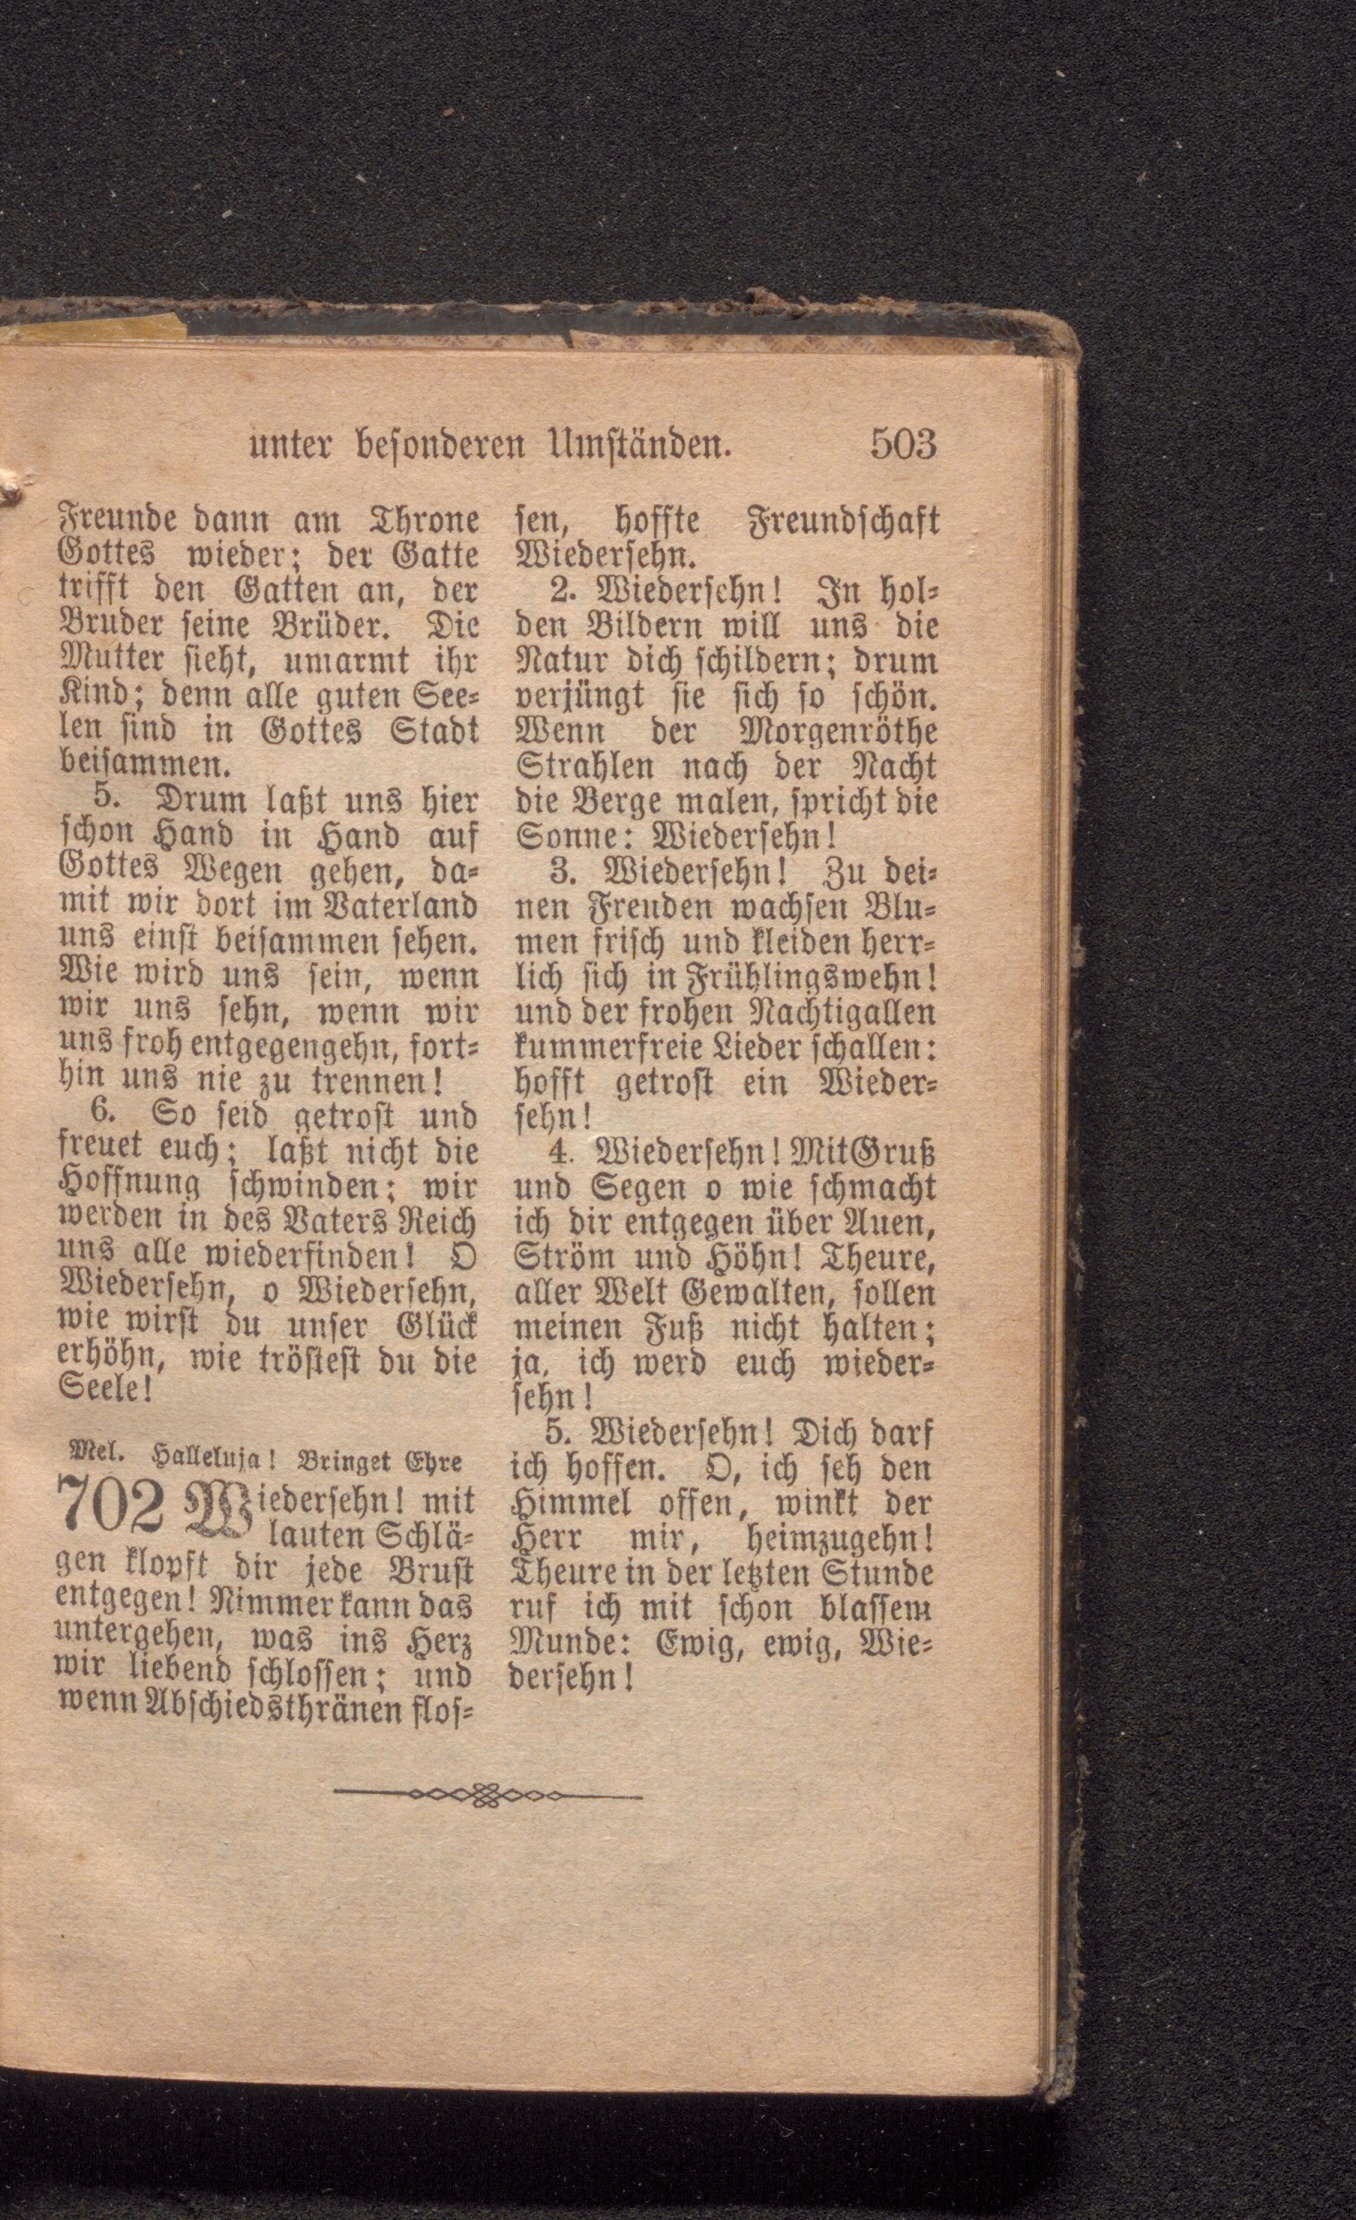 unter besonderen Umständen. 503
Freunde dann am Throne
Gottes wieder; der Gatte
trifft den Gatten an, der
Bruder seine Brüder. Die
Mutter sieht, umarmt ihr
Kind; denn alle guten See-
len sind in Gottes Stadt
beisammen.
5. Drum laßt uns hier
schon Hand in Hand auf
Gottes Wegen gehen, da-
mit wir dort im Vaterland
uns einst beisammen sehen.
Wie wird uns sein, wenn
wir uns sehn, wenn wir
uns froh entgegengehn, fort-
hin uns nie zu trennen!
6. So seid getrost und
freuet euch; laßt nicht die
Hoffnung schwinden; wir
werden in des Vaters Reich
uns alle wiederfinden! O
Wiedersehn, o Wiedersehn,
wie wirst du unser Glück
erhöhn, wie tröstest du die
Seele!
Mel. Halleluja! Bringet Ehre
702 Wiedersehn! mit
lauten Schlä-
gen klopft dir jede Brust
entgegen! Nimmer kann das
untergehen, was ins Herz
wir liebend schlossen; und
wenn Abschiedsthränen flos-
sen, hoffte Freundschaft
Wiedersehn.
2. Wiedersehn! In hol-
den Bildern will uns die
Natur dich schildern; drum
verjüngt sie sich so schön.
Wenn der Morgenröthe
Strahlen nach der Nacht
die Berge malen, spricht die
Sonne: Wiedersehn!
3. Wiedersehn! Zu dei-
nen Freuden wachsen Blu-
men frisch und kleiden herr-
lich sich in Frühlingswehn!
und der frohen Nachtigallen
kummerfreie Lieder schallen:
hofft getrost ein Wieder-
sehn!
4. Wiedersehn! Mit Gruß
und Segen o wie schmacht
ich dir entgegen über Auen,
Ström und Höhn! Theure,
aller Welt Gewalten, sollen
meinen Fuß nicht halten;
ja, ich werd euch wieder-
sehn!
5. Wiedersehn! Dich darf
ich hoffen. O, ich seh den
Himmel offen, winkt der
Herr mir, heimzugehn!
Theure in der letzten Stunde
ruf ich mit schon blassem
Munde: Ewig, ewig, Wie-
dersehn!